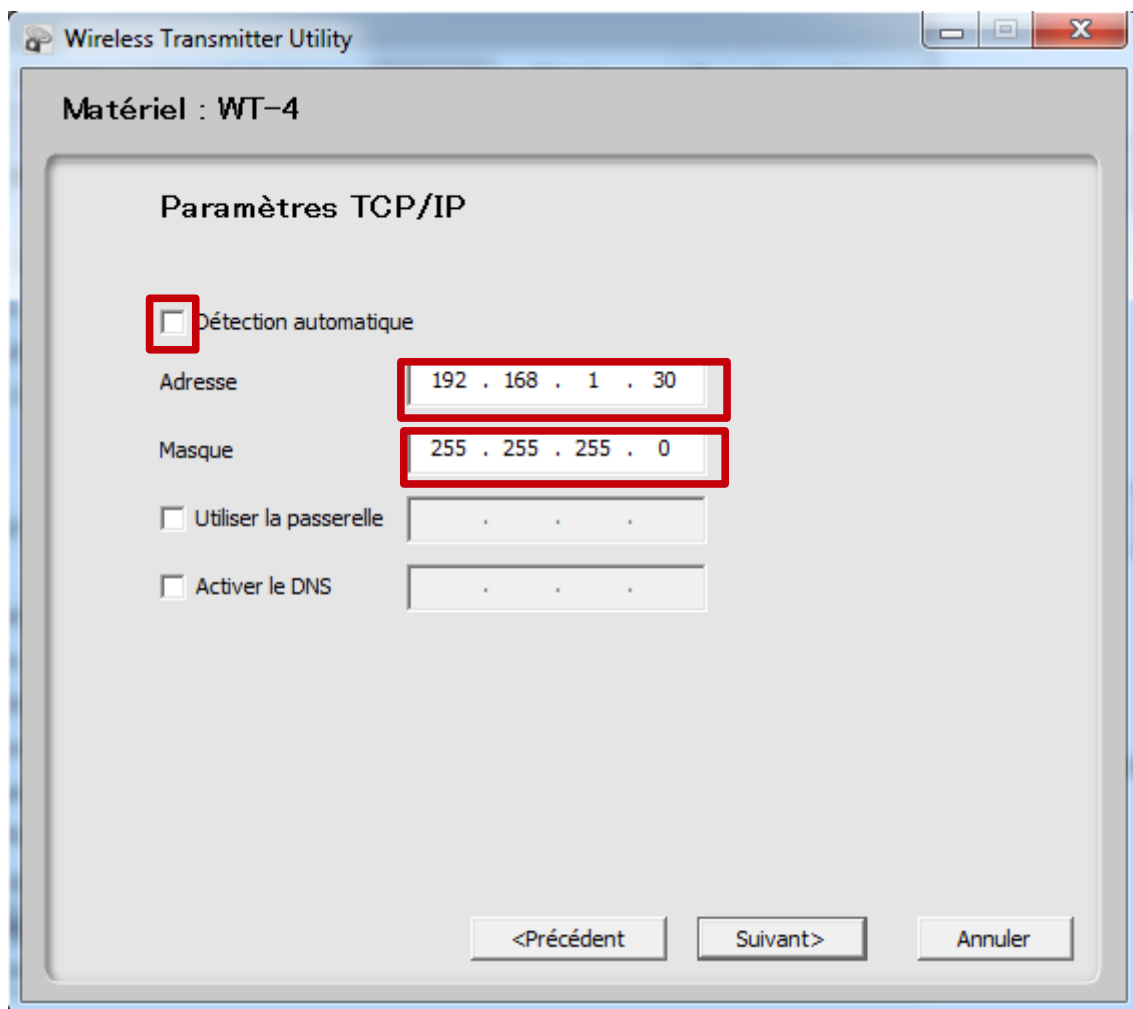 Wireless Transmitter Utility
Matériel : WT-4
Paramètres TCP/IP
Détection automatique
Adresse 192 . 168 . 1 . 30
Masque 255 . 255 . 255 . 0
Utiliser la passerelle . . .
Activer le DNS . . .
<Précédent Suivant> Annuler